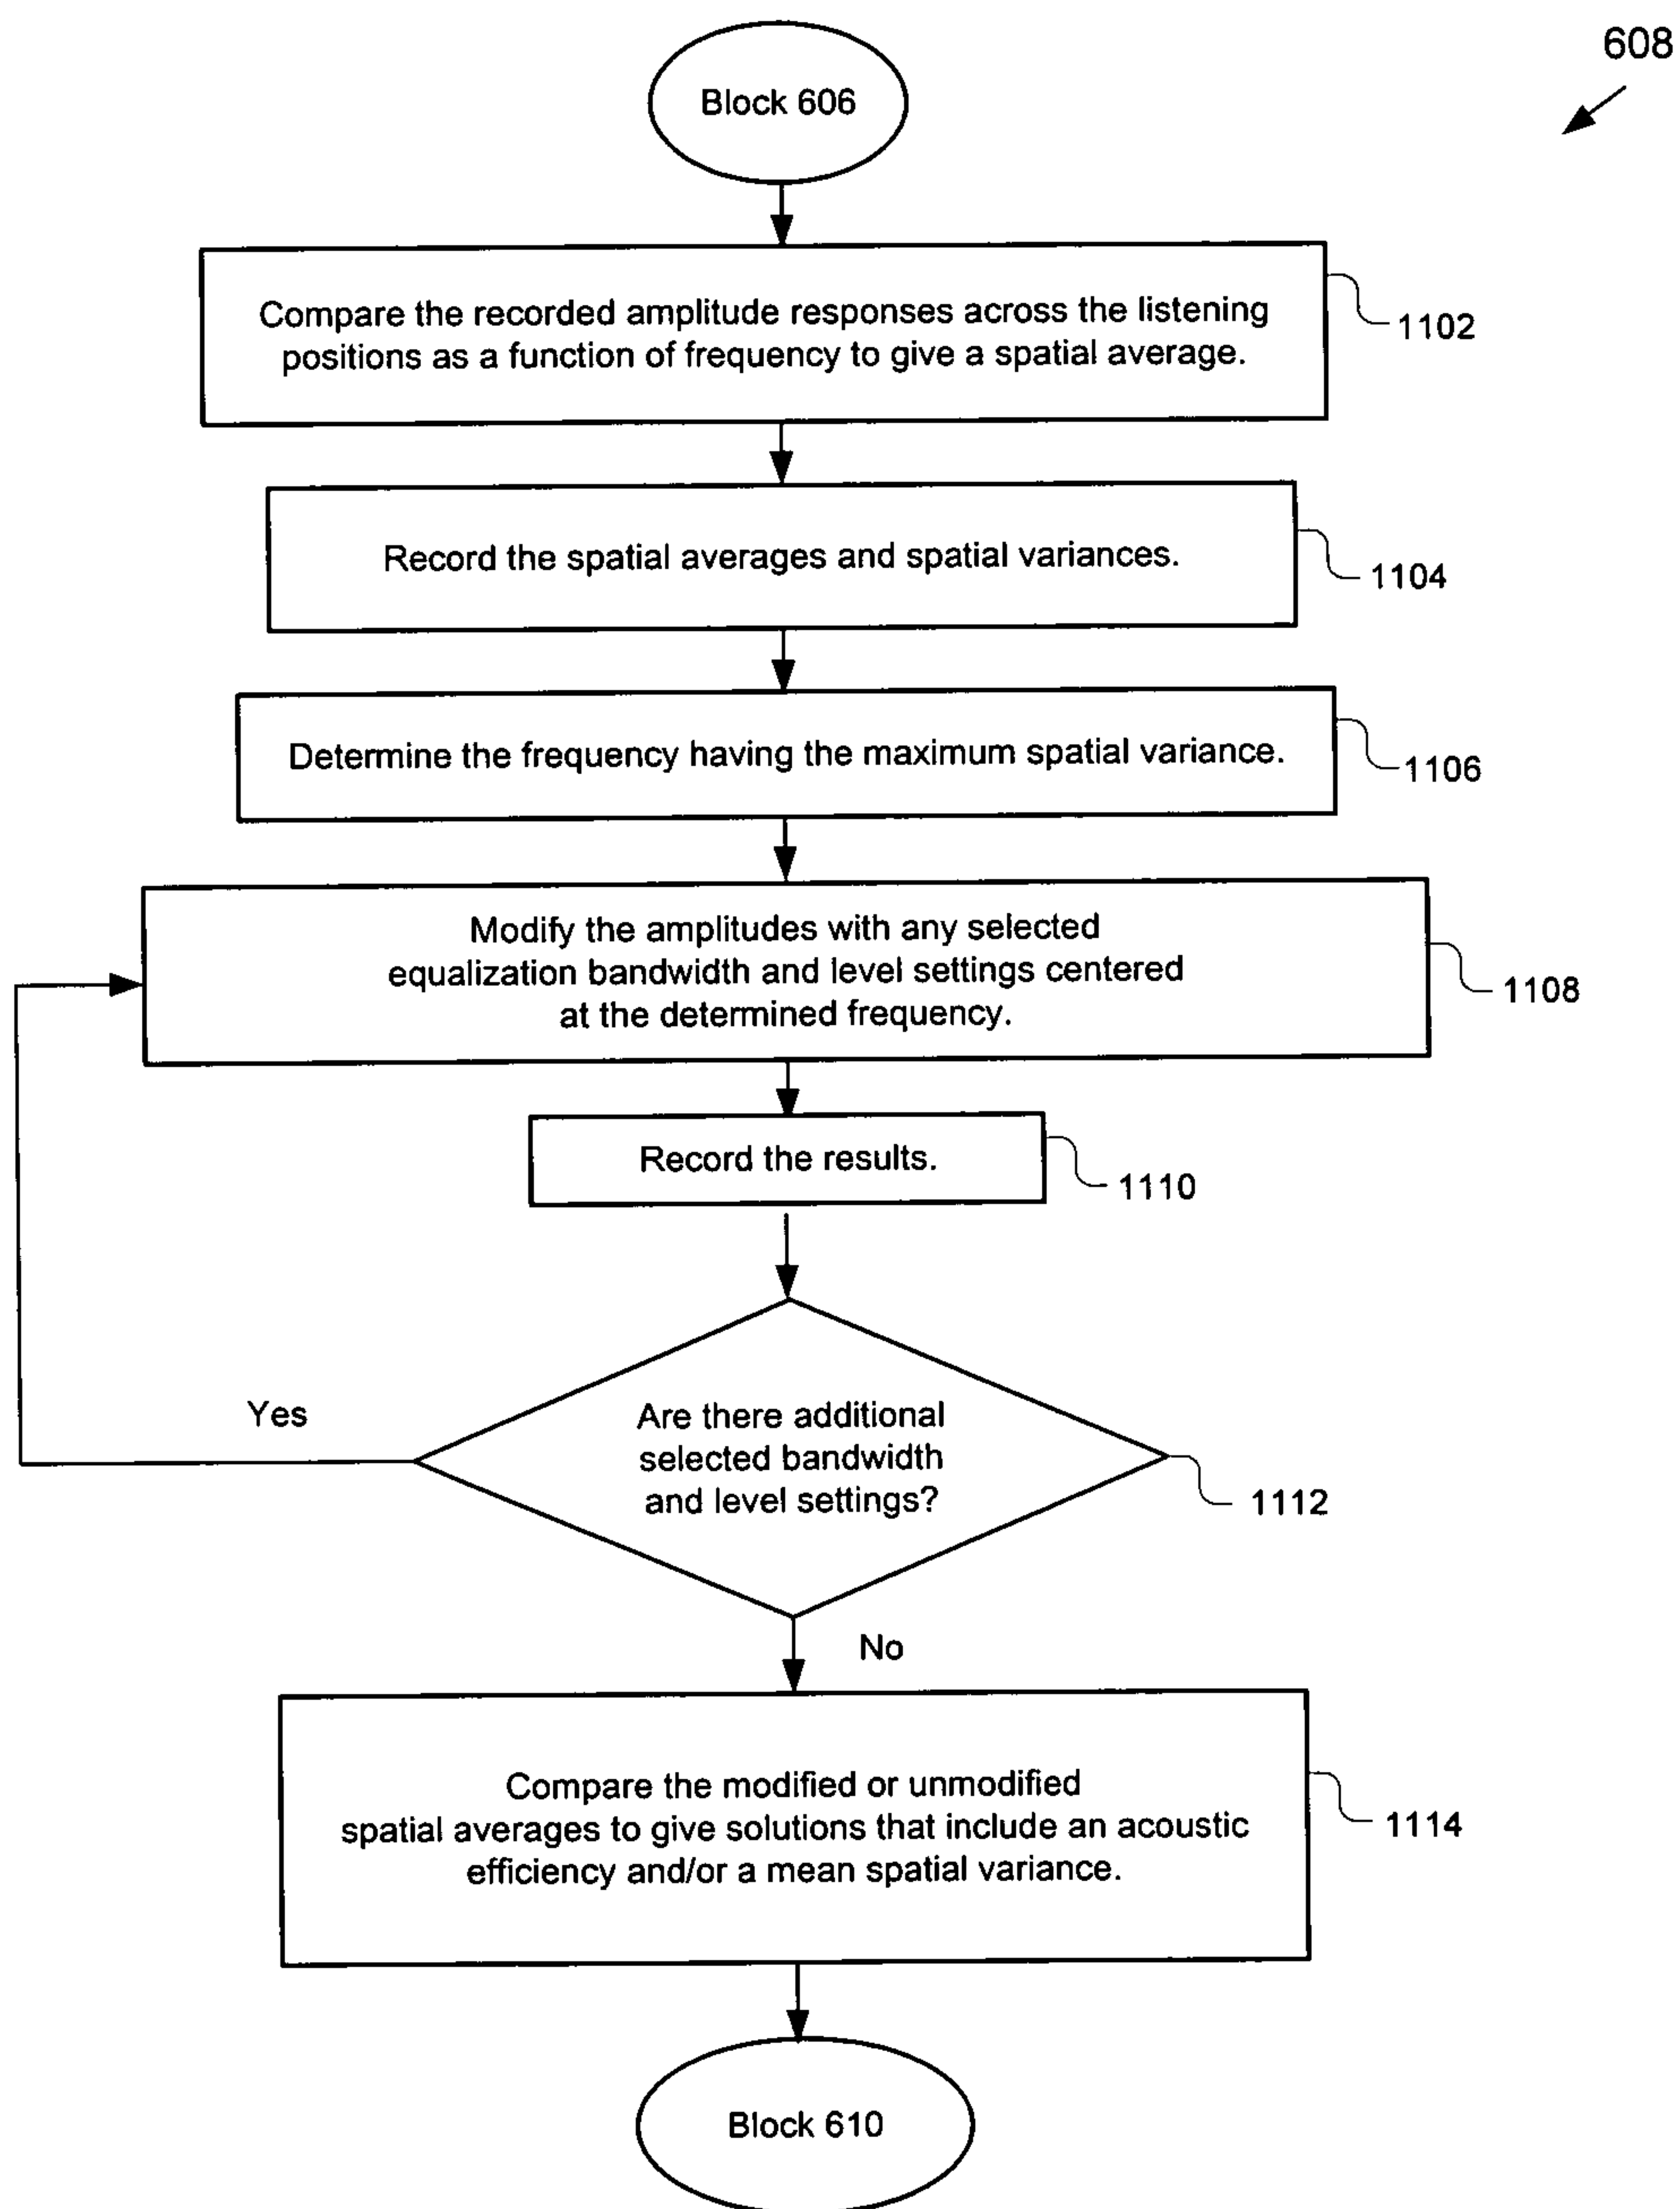 608
Block 606
Compare the recorded amplitude responses across the listening
positions as a function of frequency to give a spatial average.
1102
Record the spatial averages and spatial variances.
1104
Determine the frequency having the maximum spatial variance.
1106
Modify the amplitudes with any selected
equalization bandwidth and level settings centered
at the determined frequency.
1108
Record the results.
1110
Yes
Are there additional
selected bandwidth
and level settings?
1112
No
Compare the modified or unmodified
spatial averages to give solutions that include an acoustic
efficiency and/or a mean spatial variance.
1114
Block 610